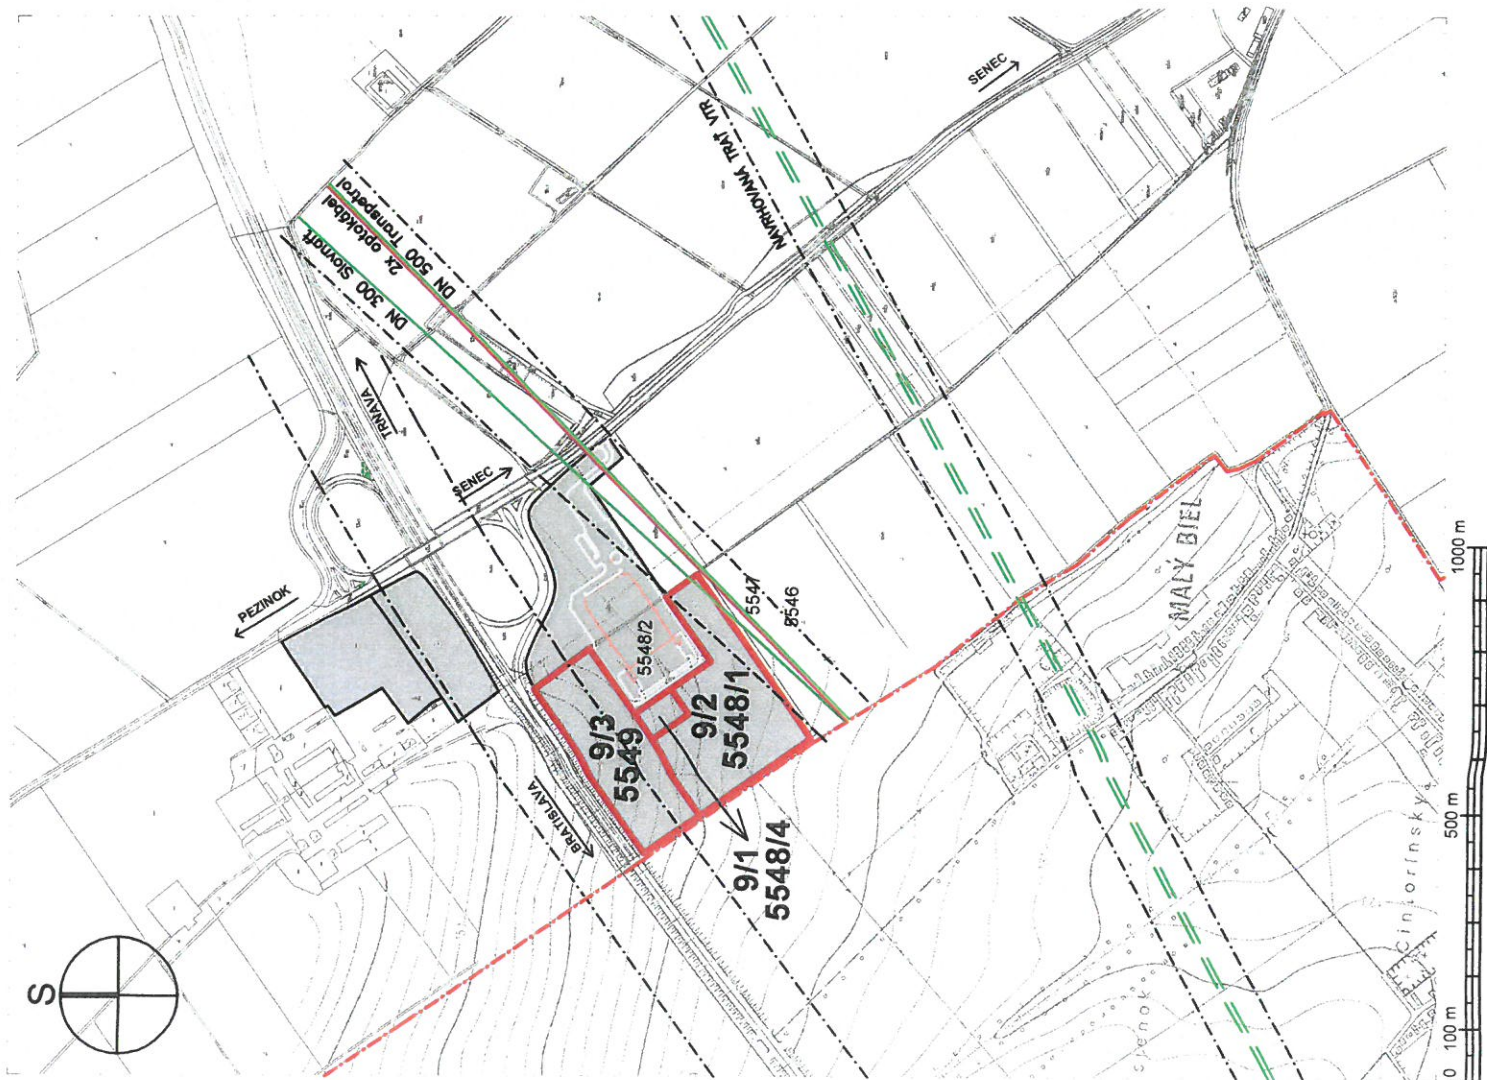 S
PEZINOK
TRNAVA
SENEC
SENEC
BRATISLAVA
DN 300 Slovnaft
2x optokábel
DN 500 Transpetrol
NAVRHOVANÁ TRAŤ VTR
5548/2
5547
5546
9/3
5549
9/2
5548/1
9/1
5548/4
MALÝ BIEL
0 100 m 500 m 1000 m